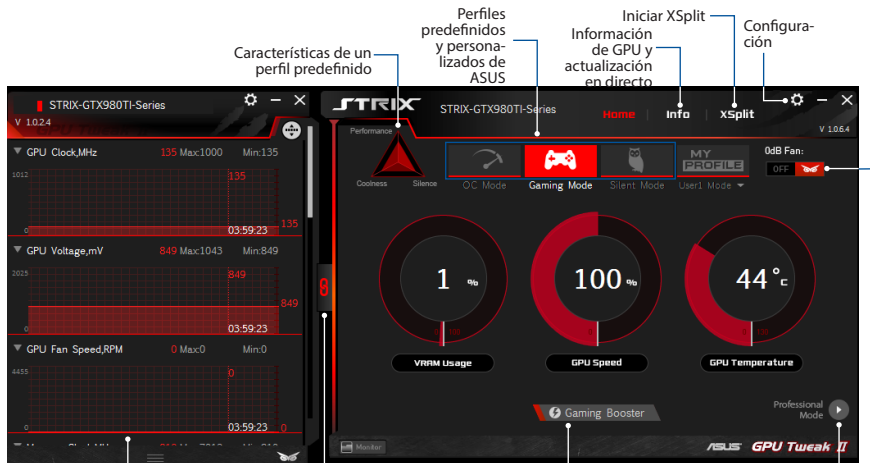 Perfiles
predefinidos
y persona-
lizados de
ASUS
Iniciar XSplit
Información
de GPU y
actualización
en directo
Configura-
ción
Características de un
perfil predefinido
STRIX-GTX980TI-Series
V 1.0.2.4
GPU Clock,MHz 135 Max:1000 Min:135
1012
135
135
0
03:59:23
GPU Voltage,mV 849 Max:1043 Min:849
2025
849
849
0
03:59:23
GPU Fan Speed,RPM 0 Max:0 Min:0
4455
0
0
03:59:23
0
STRIX
STRIX-GTX980TI-Series
Home
Info
XSplit
V 1.0.6.4
Performance
Coolness
Silence
OC Mode
Gaming Mode
Silent Mode
MY
PROFILE
User1 Mode
0dB Fan:
OFF
1 %
0 100
VRAM Usage
100 %
GPU Speed
44°c
GPU Temperature
Gaming Booster
Professional
Mode
Monitor
ASUS GPU Tweak II